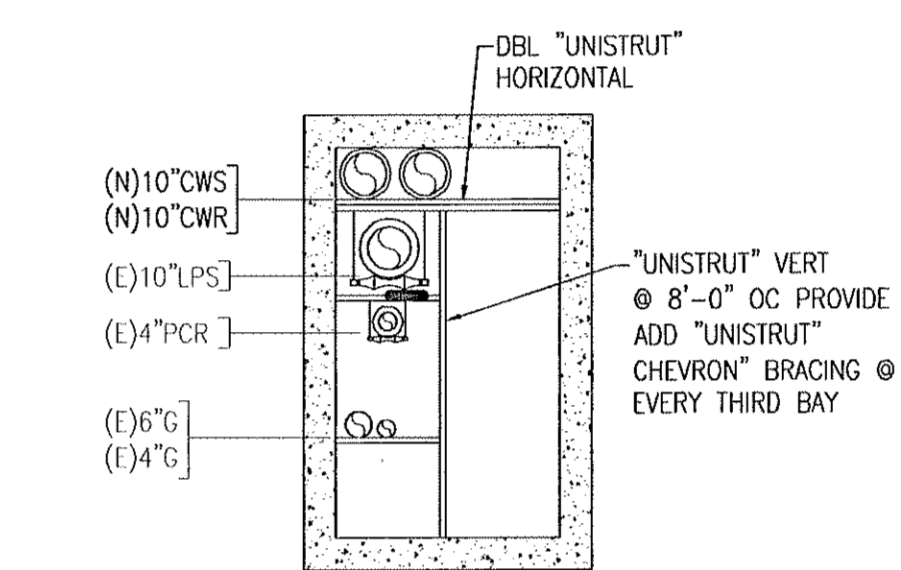 DBL "UNISTRUT"
HORIZONTAL
(N)10"CWS
(N)10"CWR
(E)10"LPS
(E)4"PCR
(E)6"G
(E)4"G
"UNISTRUT" VERT
@ 8'-0" OC PROVIDE
ADD "UNISTRUT"
CHEVRON" BRACING @
EVERY THIRD BAY